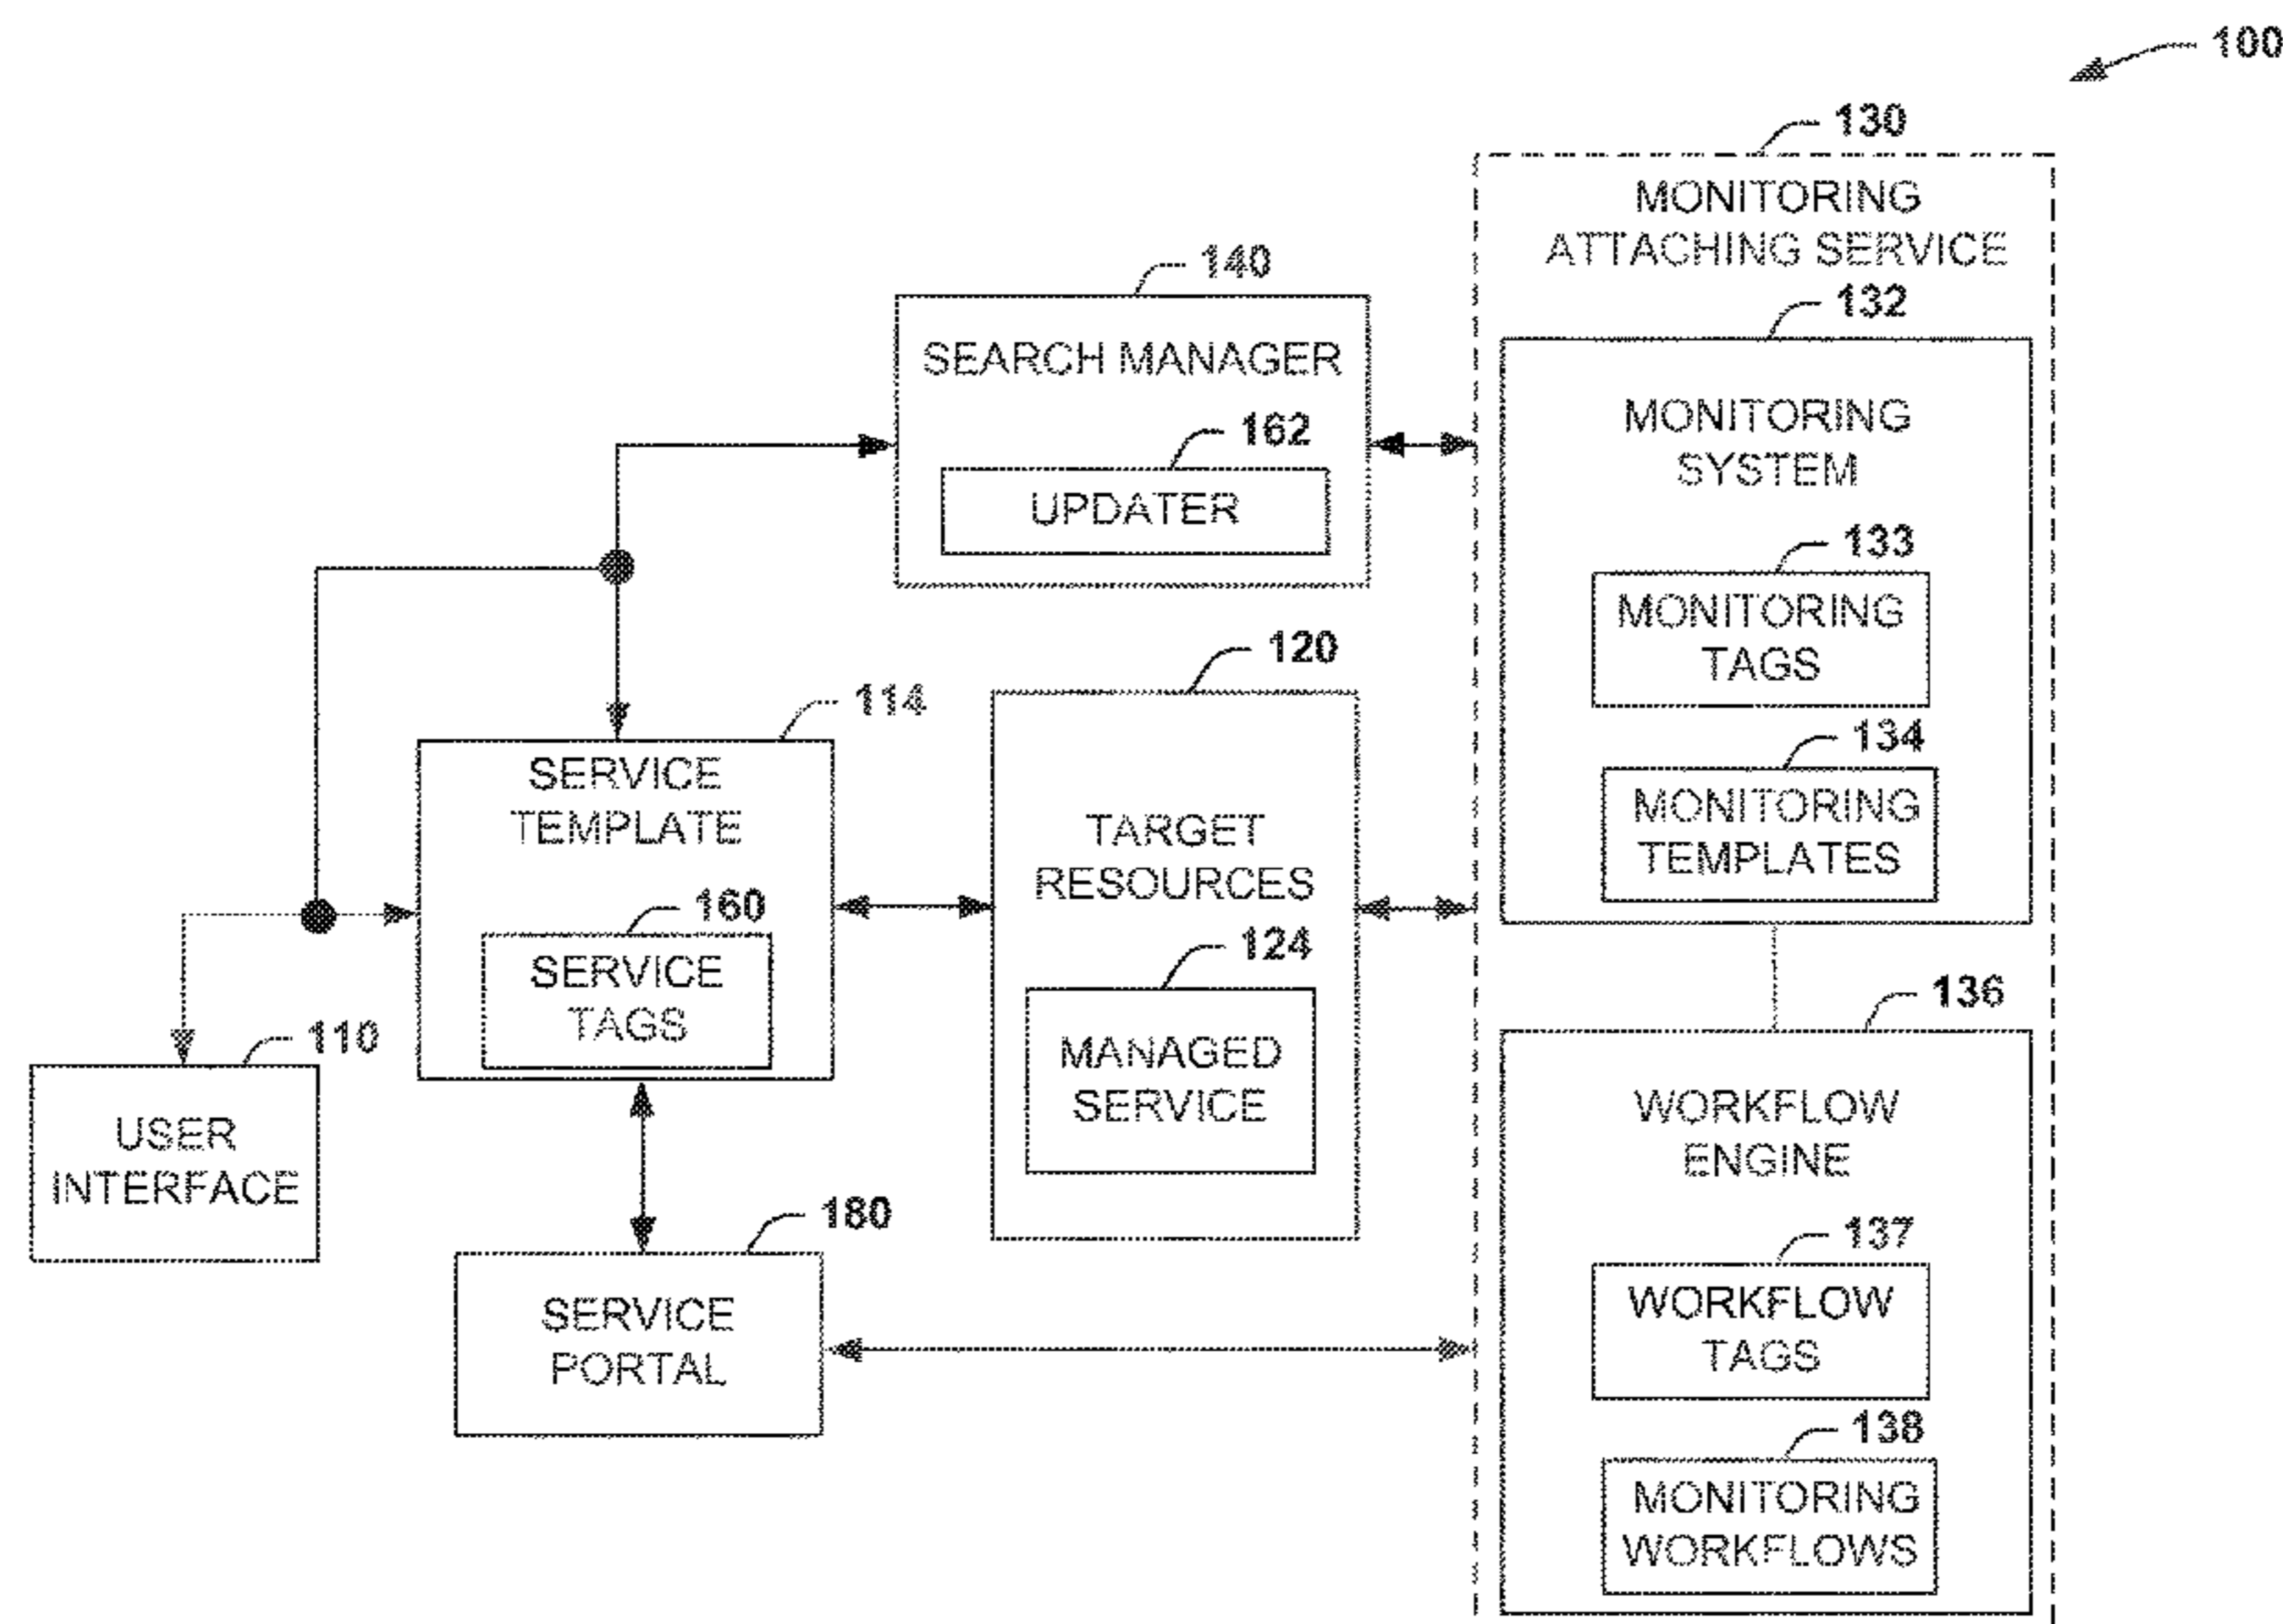 100
130
MONITORING
ATTACHING SERVICE
140
132
SEARCH MANAGER
MONITORING
SYSTEM
162
UPDATER
133
MONITORING
TAGS
120
114
134
SERVICE
TEMPLATE
MONITORING
TEMPLATES
TARGET
RESOURCES
160
SERVICE
TAGS
124
MANAGED
SERVICE
136
110
USER
INTERFACE
WORKFLOW
ENGINE
180
SERVICE
PORTAL
137
WORKFLOW
TAGS
138
MONITORING
WORKFLOWS